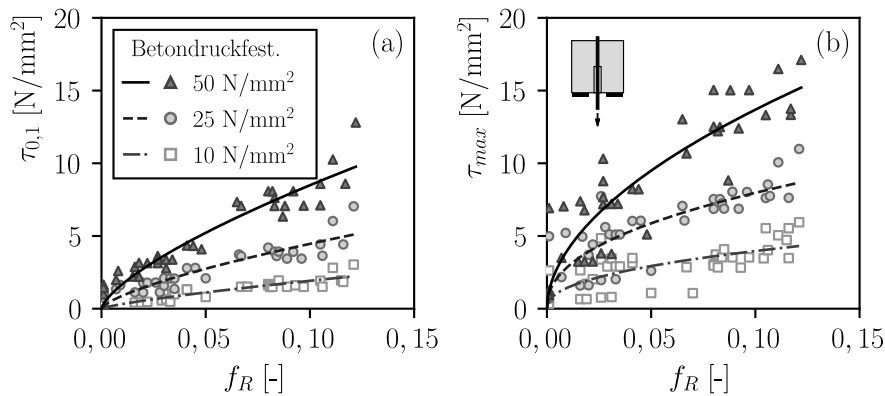 20
15
10
5
0
τ0,1 [N/mm²]
(a)
Betondruckfest.
50 N/mm²
25 N/mm²
10 N/mm²
0,00
0,05
0,10
0,15
fR [-]
20
15
10
5
0
τmax [N/mm²]
(b)
0,00
0,05
0,10
0,15
fR [-]